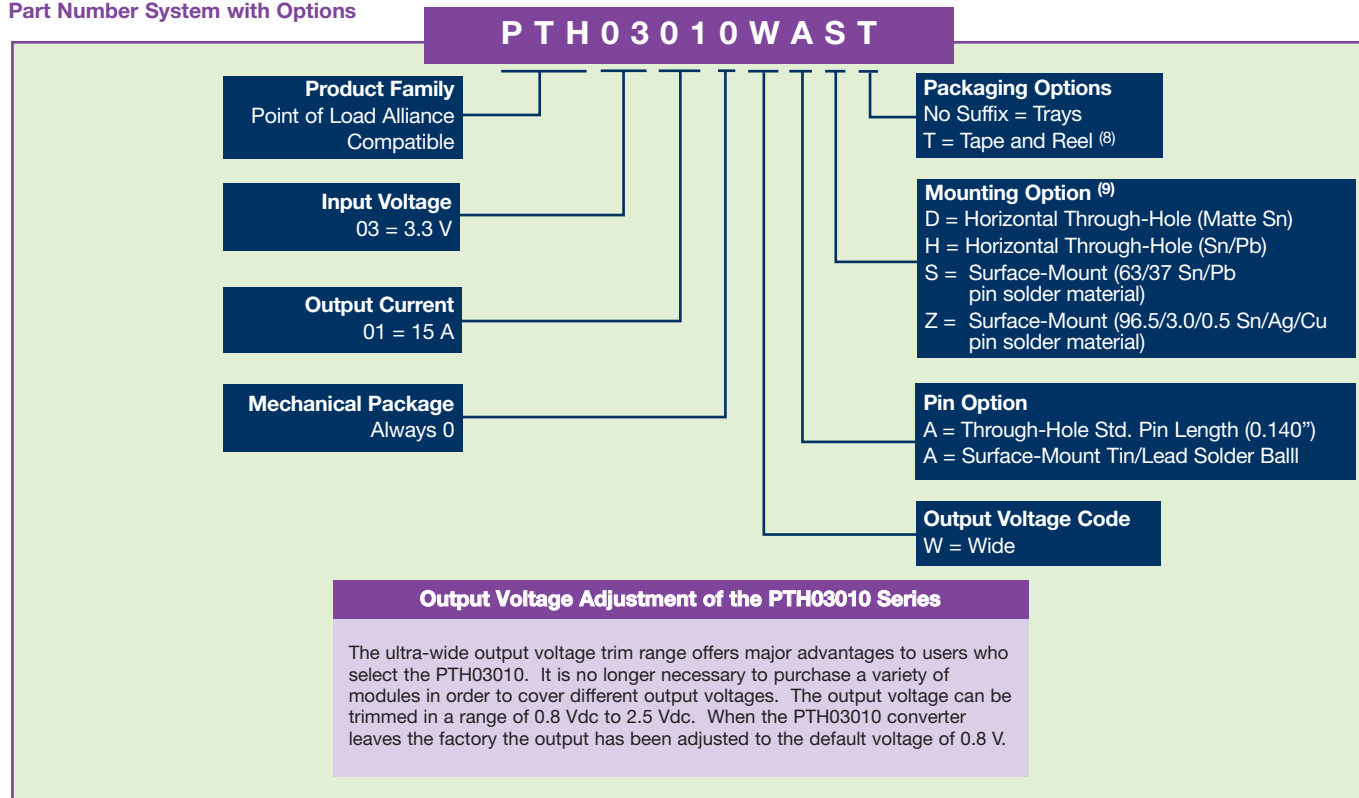 Part Number System with Options
PTH03010WAST
Product Family
Point of Load Alliance
Compatible
Input Voltage
03 = 3.3 V
Output Current
01 = 15 A
Mechanical Package
Always 0
Packaging Options
No Suffix = Trays
T = Tape and Reel (8)
Mounting Option (9)
D = Horizontal Through-Hole (Matte Sn)
H = Horizontal Through-Hole (Sn/Pb)
S = Surface-Mount (63/37 Sn/Pb
pin solder material)
Z = Surface-Mount (96.5/3.0/0.5 Sn/Ag/Cu
pin solder material)
Pin Option
A = Through-Hole Std. Pin Length (0.140”)
A = Surface-Mount Tin/Lead Solder Balll
Output Voltage Code
W = Wide
Output Voltage Adjustment of the PTH03010 Series
The ultra-wide output voltage trim range offers major advantages to users who
select the PTH03010. It is no longer necessary to purchase a variety of
modules in order to cover different output voltages. The output voltage can be
trimmed in a range of 0.8 Vdc to 2.5 Vdc. When the PTH03010 converter
leaves the factory the output has been adjusted to the default voltage of 0.8 V.